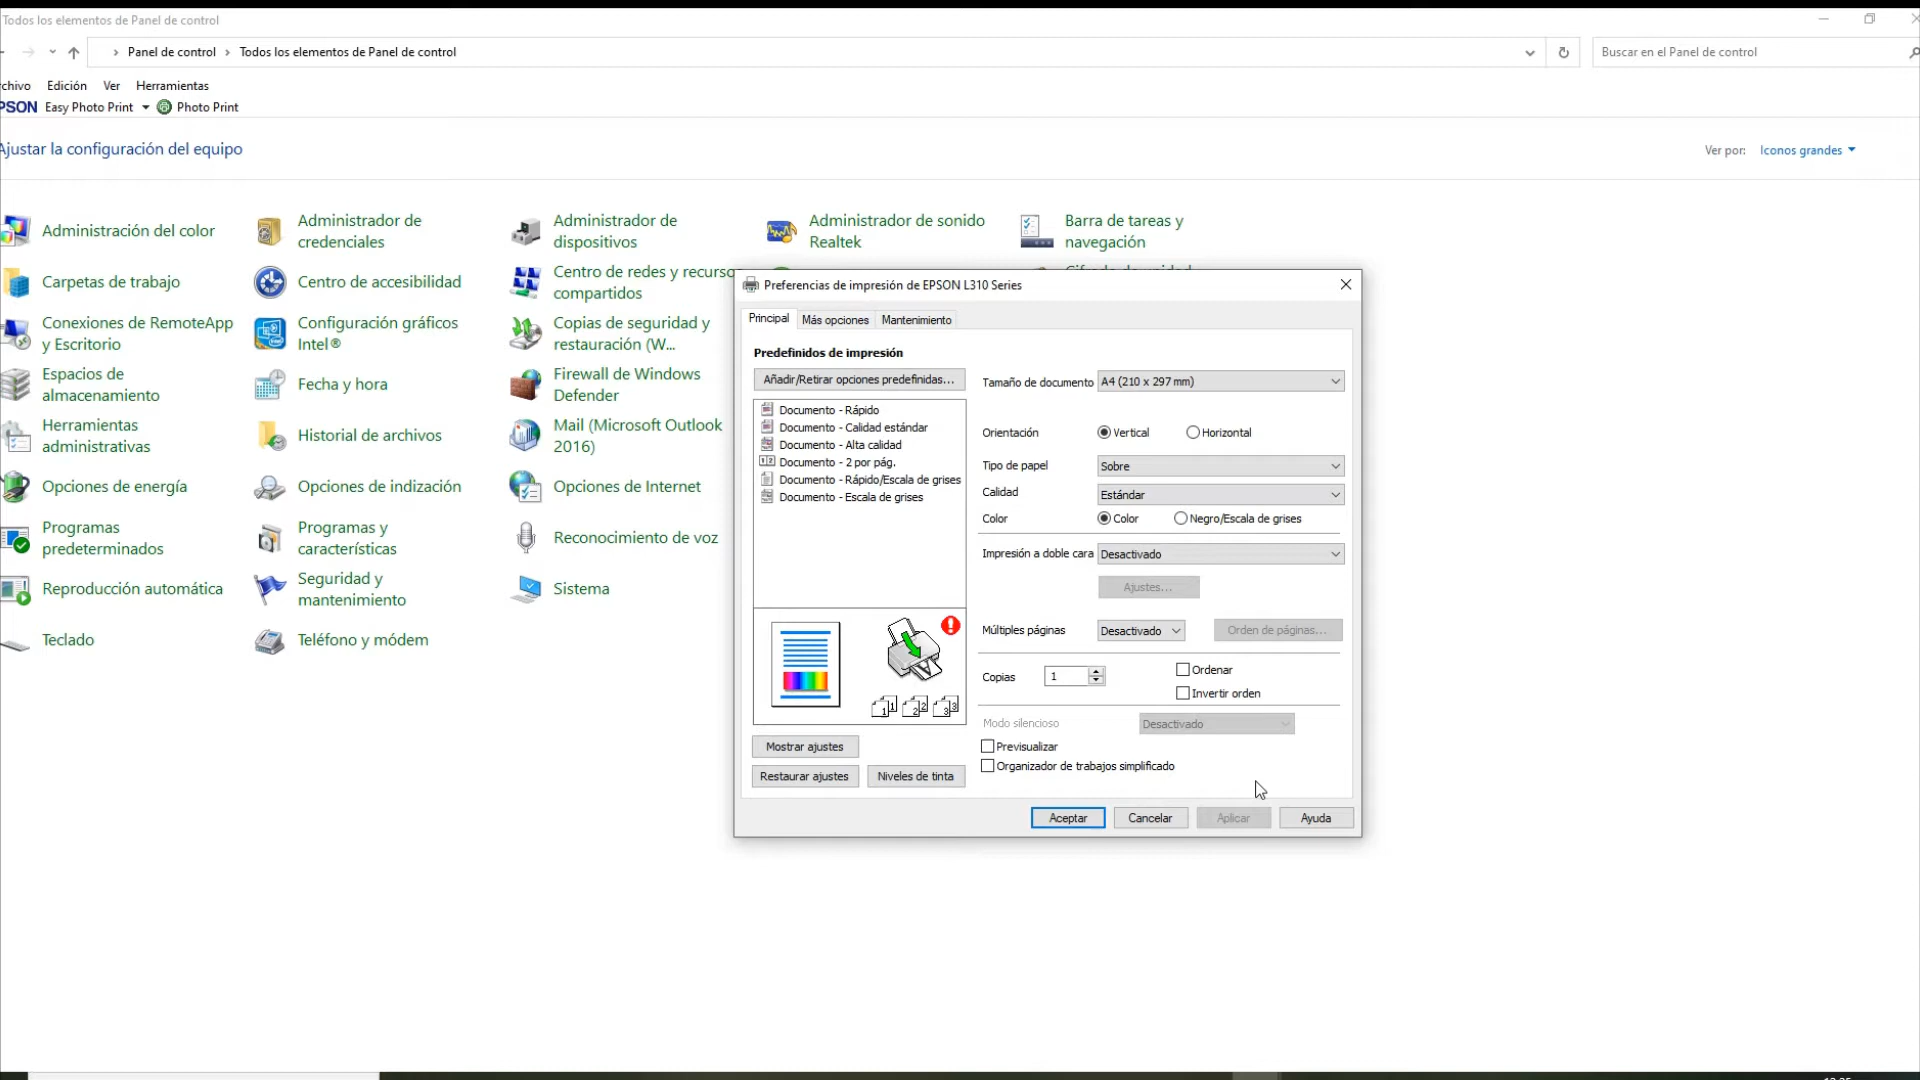 Todos los elementos de Panel de control
Panel de control > Todos los elementos de Panel de control
Buscar en el Panel de control
chivo Edición Ver Herramientas
PSON Easy Photo Print Photo Print
Ajustar la configuración del equipo
Ver por: Iconos grandes
Administración del color
Administrador de
credenciales
Administrador de
dispositivos
Administrador de sonido
Realtek
Barra de tareas y
navegación
Carpetas de trabajo
Centro de accesibilidad
Centro de redes y recurso
compartidos
Conexiones de RemoteApp
y Escritorio
Configuración gráficos
Intel®
Copias de seguridad y
restauración (W...
Espacios de
almacenamiento
Fecha y hora
Firewall de Windows
Defender
Herramientas
administrativas
Historial de archivos
Mail (Microsoft Outlook
2016)
Opciones de energía
Opciones de indización
Opciones de Internet
Programas
predeterminados
Programas y
características
Reconocimiento de voz
Reproducción automática
Seguridad y
mantenimiento
Sistema
Teclado
Teléfono y módem
Preferencias de impresión de EPSON L310 Series
Principal Más opciones Mantenimiento
Predefinidos de impresión
Añadir/Retirar opciones predefinidas...
Documento - Rápido
Documento - Calidad estándar
Documento - Alta calidad
Documento - 2 por pág.
Documento - Rápido/Escala de grises
Documento - Escala de grises
Mostrar ajustes
Restaurar ajustes Niveles de tinta
Tamaño de documento A4 (210 x 297 mm)
Orientación Vertical Horizontal
Tipo de papel Sobre
Calidad Estándar
Color Color Negro/Escala de grises
Impresión a doble cara Desactivado
Ajustes...
Múltiples páginas Desactivado Orden de páginas...
Copias 1 Ordenar
Invertir orden
Modo silencioso Desactivado
Previsualizar
Organizador de trabajos simplificado
Aceptar Cancelar Aplicar Ayuda